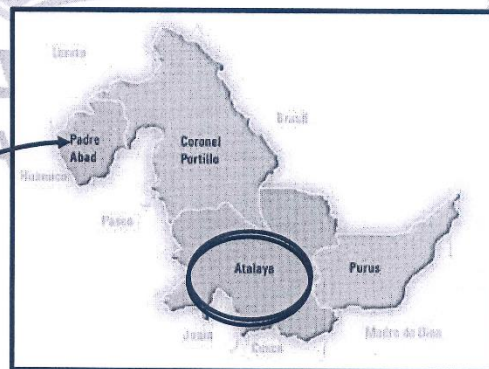 Loreto
Brasil
Padre
Abad
Coronel
Portillo
Huanuco
Pasco
Atalaya
Purus
Junin
Cusco
Madre de Dios